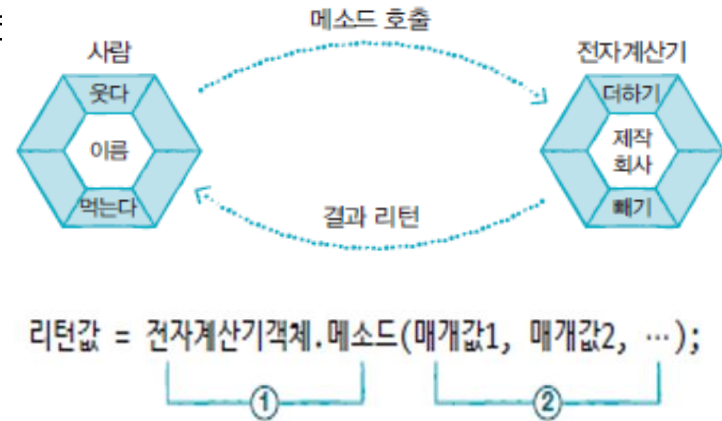 메소드 호출
사람
전자계산기
웃다
더하기
이름
제작
회사
먹는다
빼기
결과 리턴
리턴값 = 전자계산기객체.메소드(매개값1, 매개값2, …);
① ②